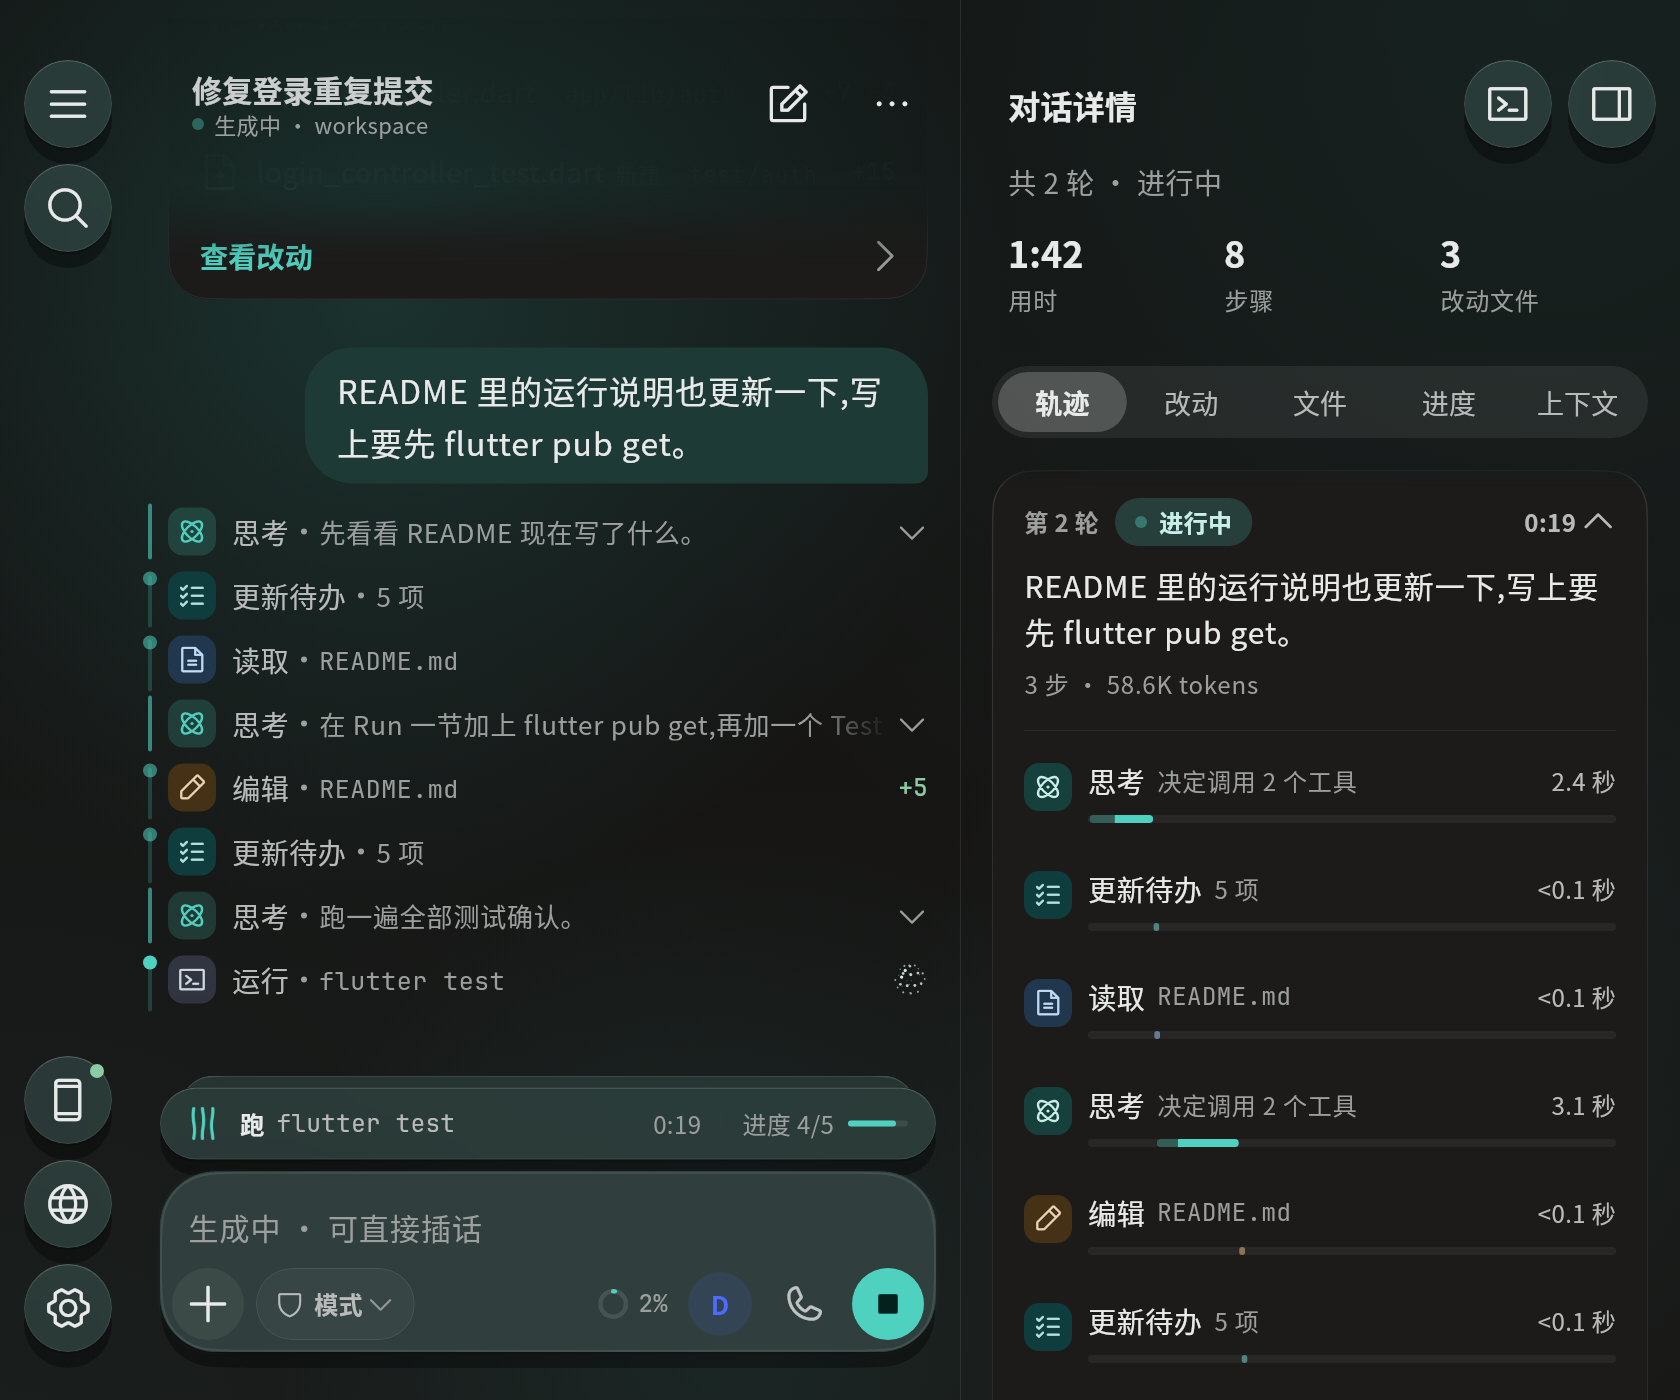 修复登录重复提交
生成中 · workspace
login_controller_test.dart
+15
查看改动
README 里的运行说明也更新一下,写
上要先 flutter pub get。
思考 · 先看看 README 现在写了什么。
更新待办 · 5 项
读取 · README.md
思考 · 在 Run 一节加上 flutter pub get,再加一个 Test
编辑 · README.md
+5
更新待办 · 5 项
思考 · 跑一遍全部测试确认。
运行 · flutter test
跑 flutter test
0:19
进度 4/5
生成中 · 可直接插话
模式
2%
D
对话详情
共 2 轮 · 进行中
1:42
用时
8
步骤
3
改动文件
轨迹
改动
文件
进度
上下文
第 2 轮
进行中
0:19
README 里的运行说明也更新一下,写上要
先 flutter pub get。
3 步 · 58.6K tokens
思考 决定调用 2 个工具
2.4 秒
更新待办 5 项
<0.1 秒
读取 README.md
<0.1 秒
思考 决定调用 2 个工具
3.1 秒
编辑 README.md
<0.1 秒
更新待办 5 项
<0.1 秒